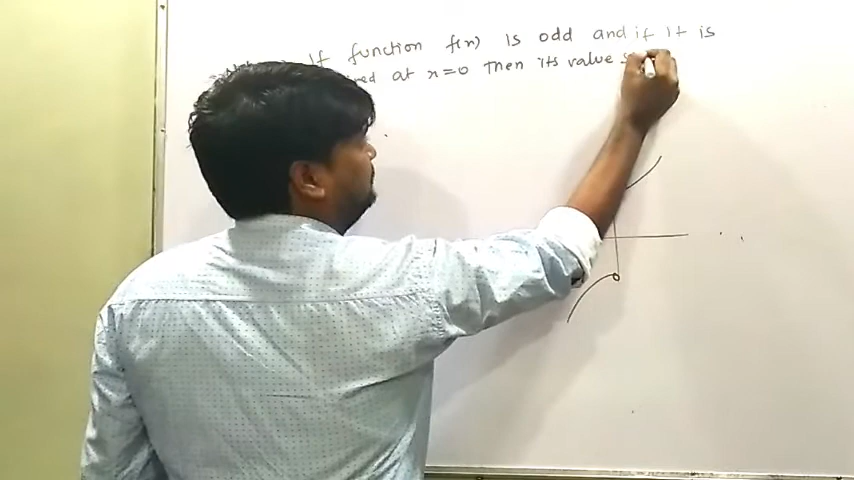 If function f(x) is odd and if it is
at x=0 then its value